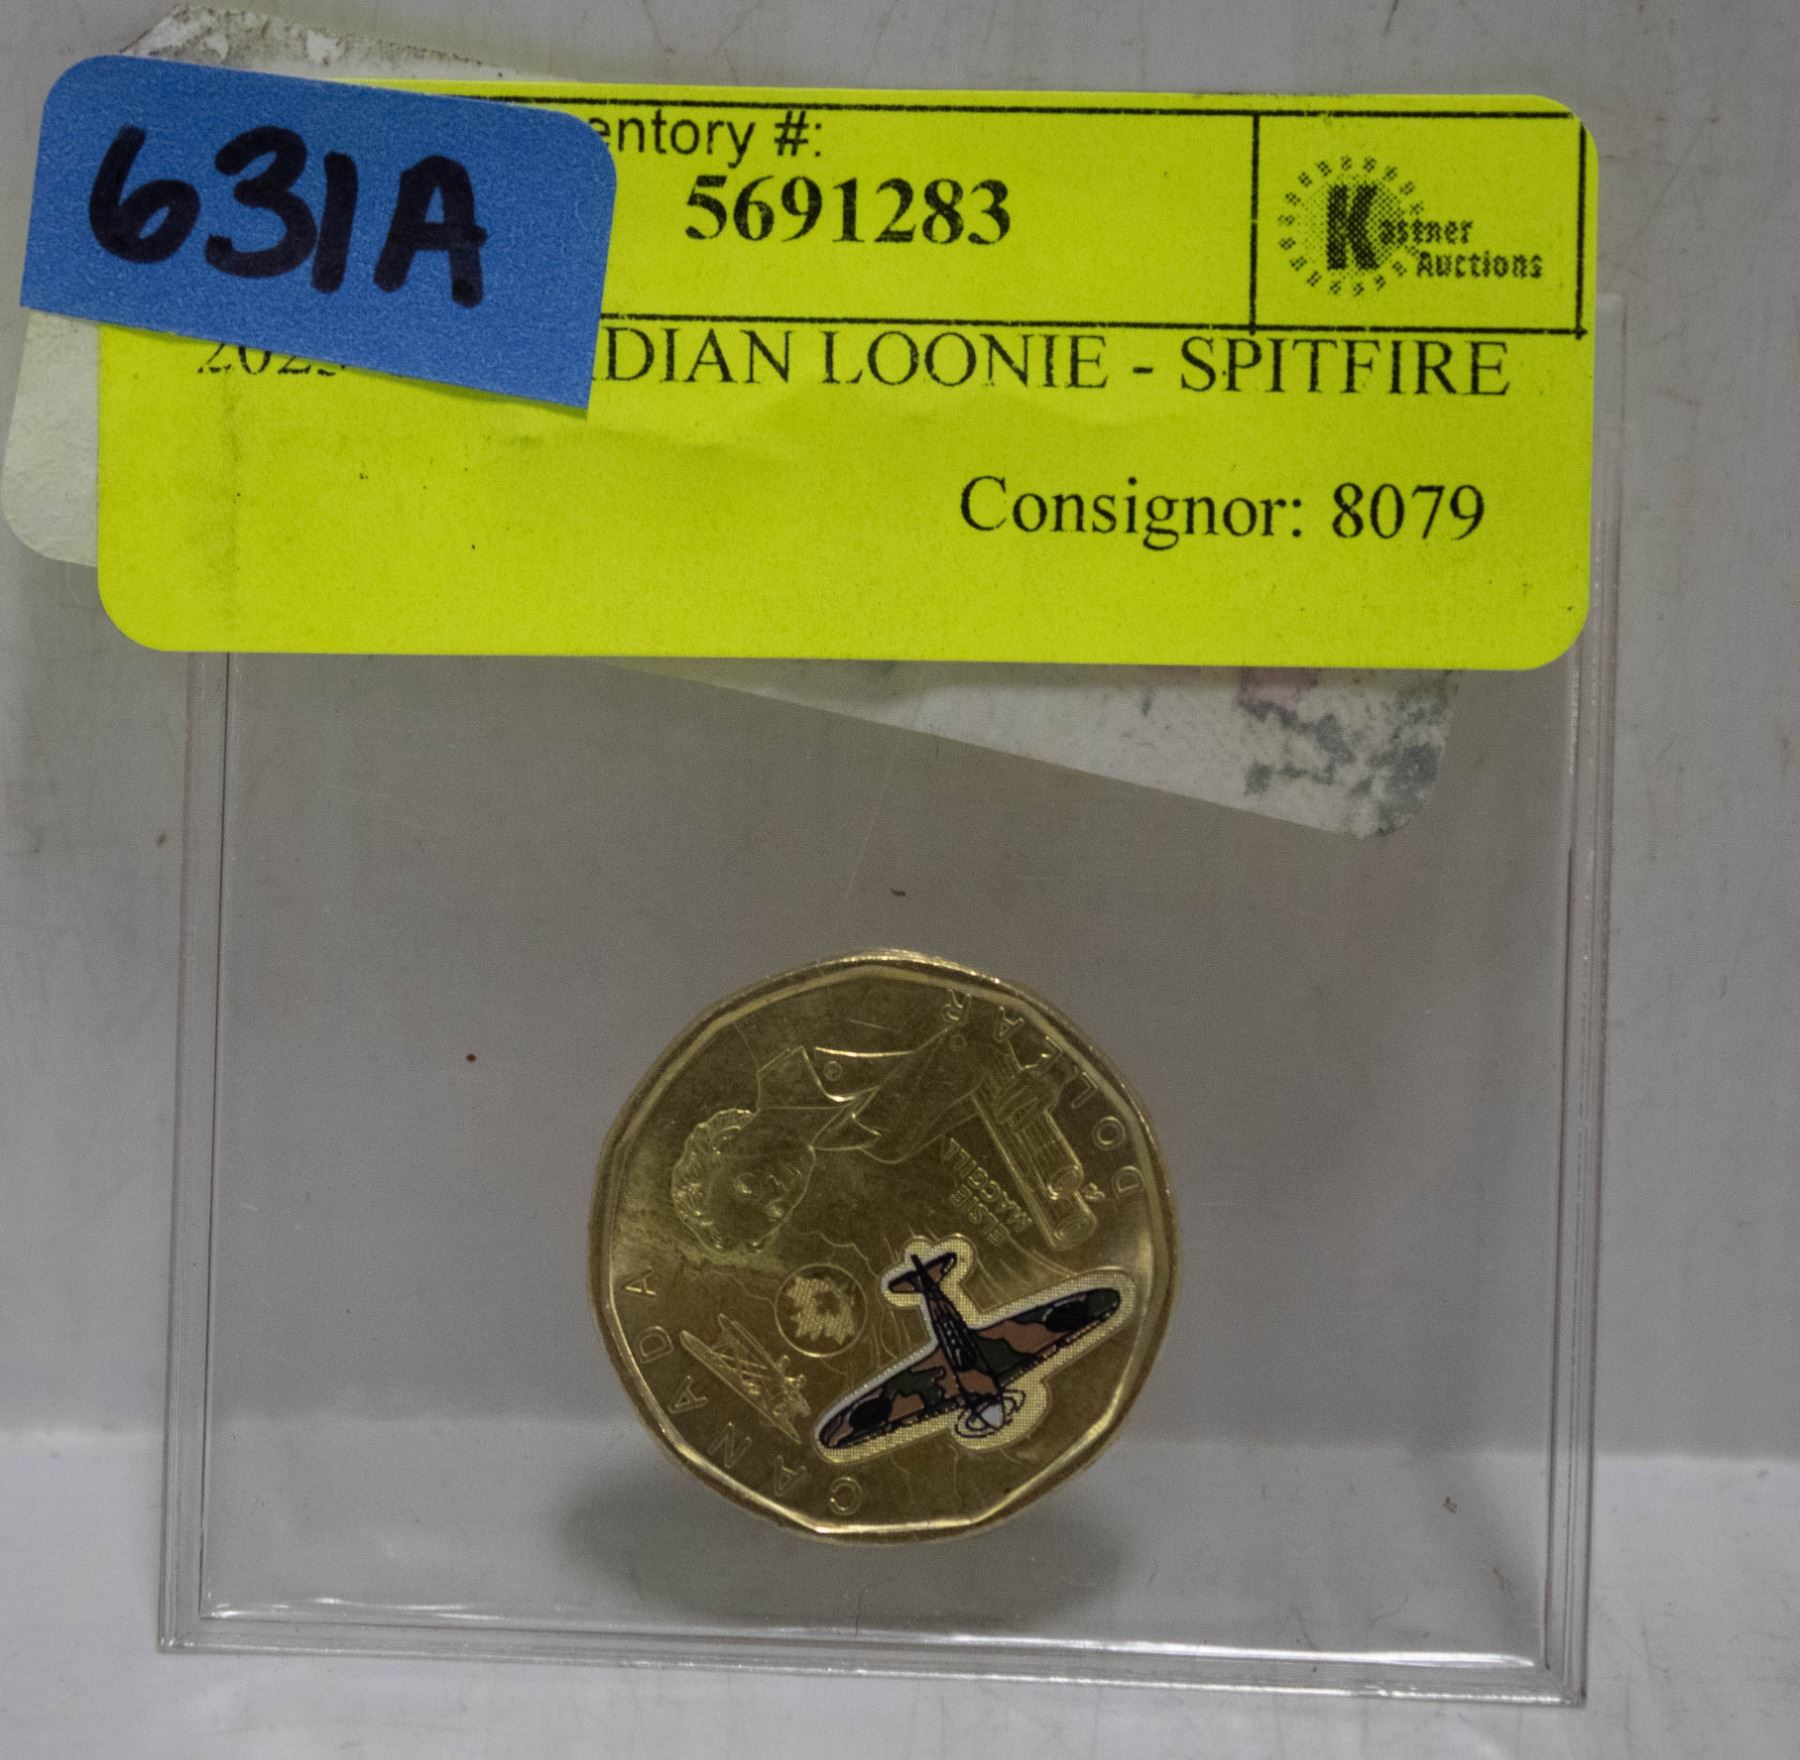 631A
entory #:
5691283
Kastner
Auctions
DIAN LOONIE - SPITFIRE
Consignor: 8079
DOLLAR
ELSIE
MACGILL
CANADA